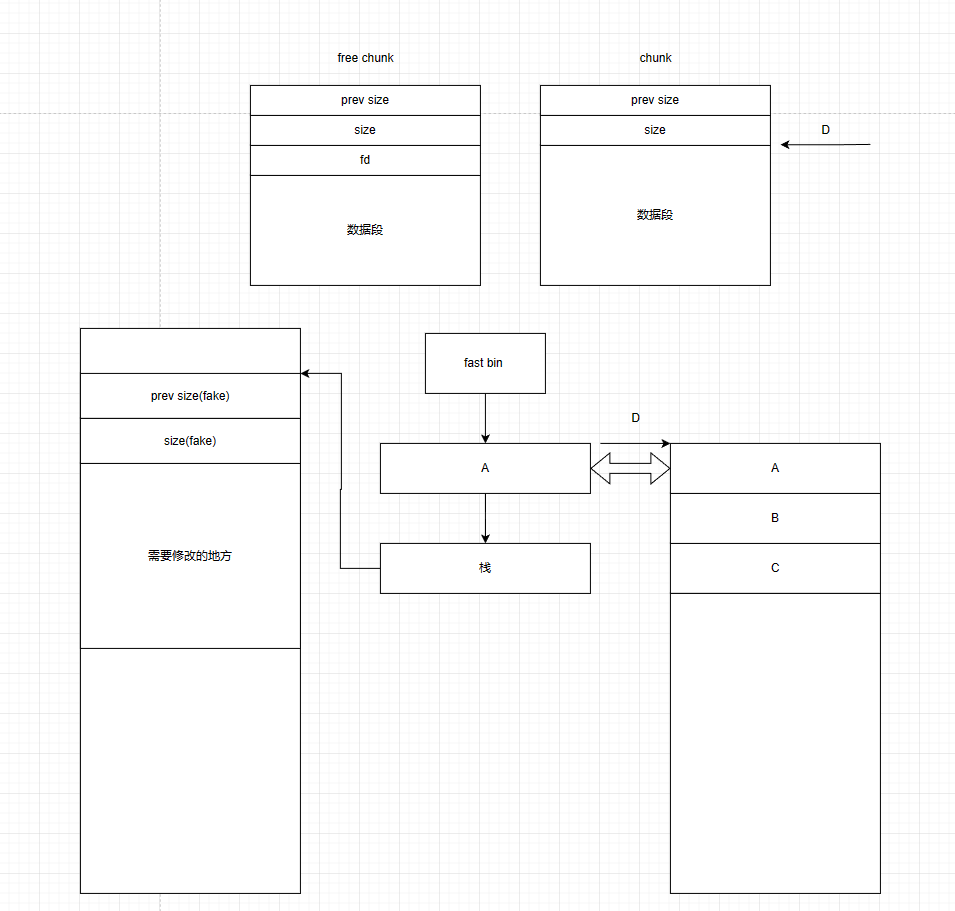 free chunk
chunk
prev size
size
fd
数据段
prev size
size
数据段
D
prev size(fake)
size(fake)
需要修改的地方
fast bin
A
栈
D
A
B
C